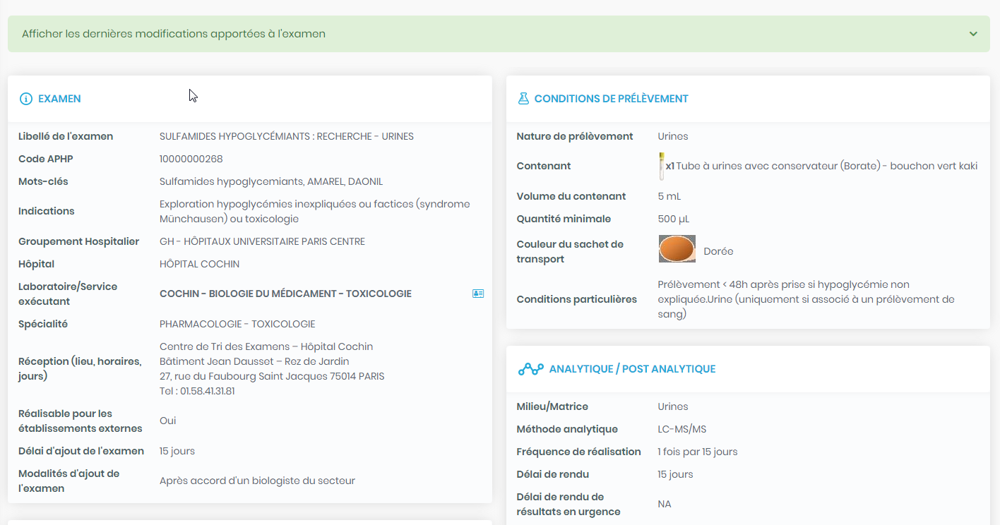 Afficher les dernières modifications apportées à l'examen
EXAMEN
Libellé de l'examen SULFAMIDES HYPOGLYCÉMIANTS : RECHERCHE - URINES
Code APHP 10000000268
Mots-clés Sulfamides hypoglycemiants, AMAREL, DAONIL
Indications Exploration hypoglycémies inexpliquées ou factices (syndrome
Münchausen) ou toxicologie
Groupement Hospitalier GH - HÔPITAUX UNIVERSITAIRE PARIS CENTRE
Hôpital HÔPITAL COCHIN
Laboratoire/Service
exécutant COCHIN - BIOLOGIE DU MÉDICAMENT - TOXICOLOGIE
Spécialité PHARMACOLOGIE - TOXICOLOGIE
Réception (lieu, horaires,
jours) Centre de Tri des Examens – Hôpital Cochin
Bâtiment Jean Dausset – Rez de Jardin
27, rue du Faubourg Saint Jacques 75014 PARIS
Tel : 01.58.41.31.81
Réalisable pour les
établissements externes Oui
Délai d'ajout de l'examen 15 jours
Modalités d'ajout de
l'examen Après accord d'un biologiste du secteur
CONDITIONS DE PRÉLÈVEMENT
Nature de prélèvement Urines
Contenant x1 Tube à urines avec conservateur (Borate) - bouchon vert kaki
Volume du contenant 5 mL
Quantité minimale 500 µL
Couleur du sachet de
transport Dorée
Conditions particulières Prélèvement < 48h après prise si hypoglycémie non
expliquée.Urine (uniquement si associé à un prélèvement de
sang)
ANALYTIQUE / POST ANALYTIQUE
Milieu/Matrice Urines
Méthode analytique LC-MS/MS
Fréquence de réalisation 1 fois par 15 jours
Délai de rendu 15 jours
Délai de rendu de
résultats en urgence NA